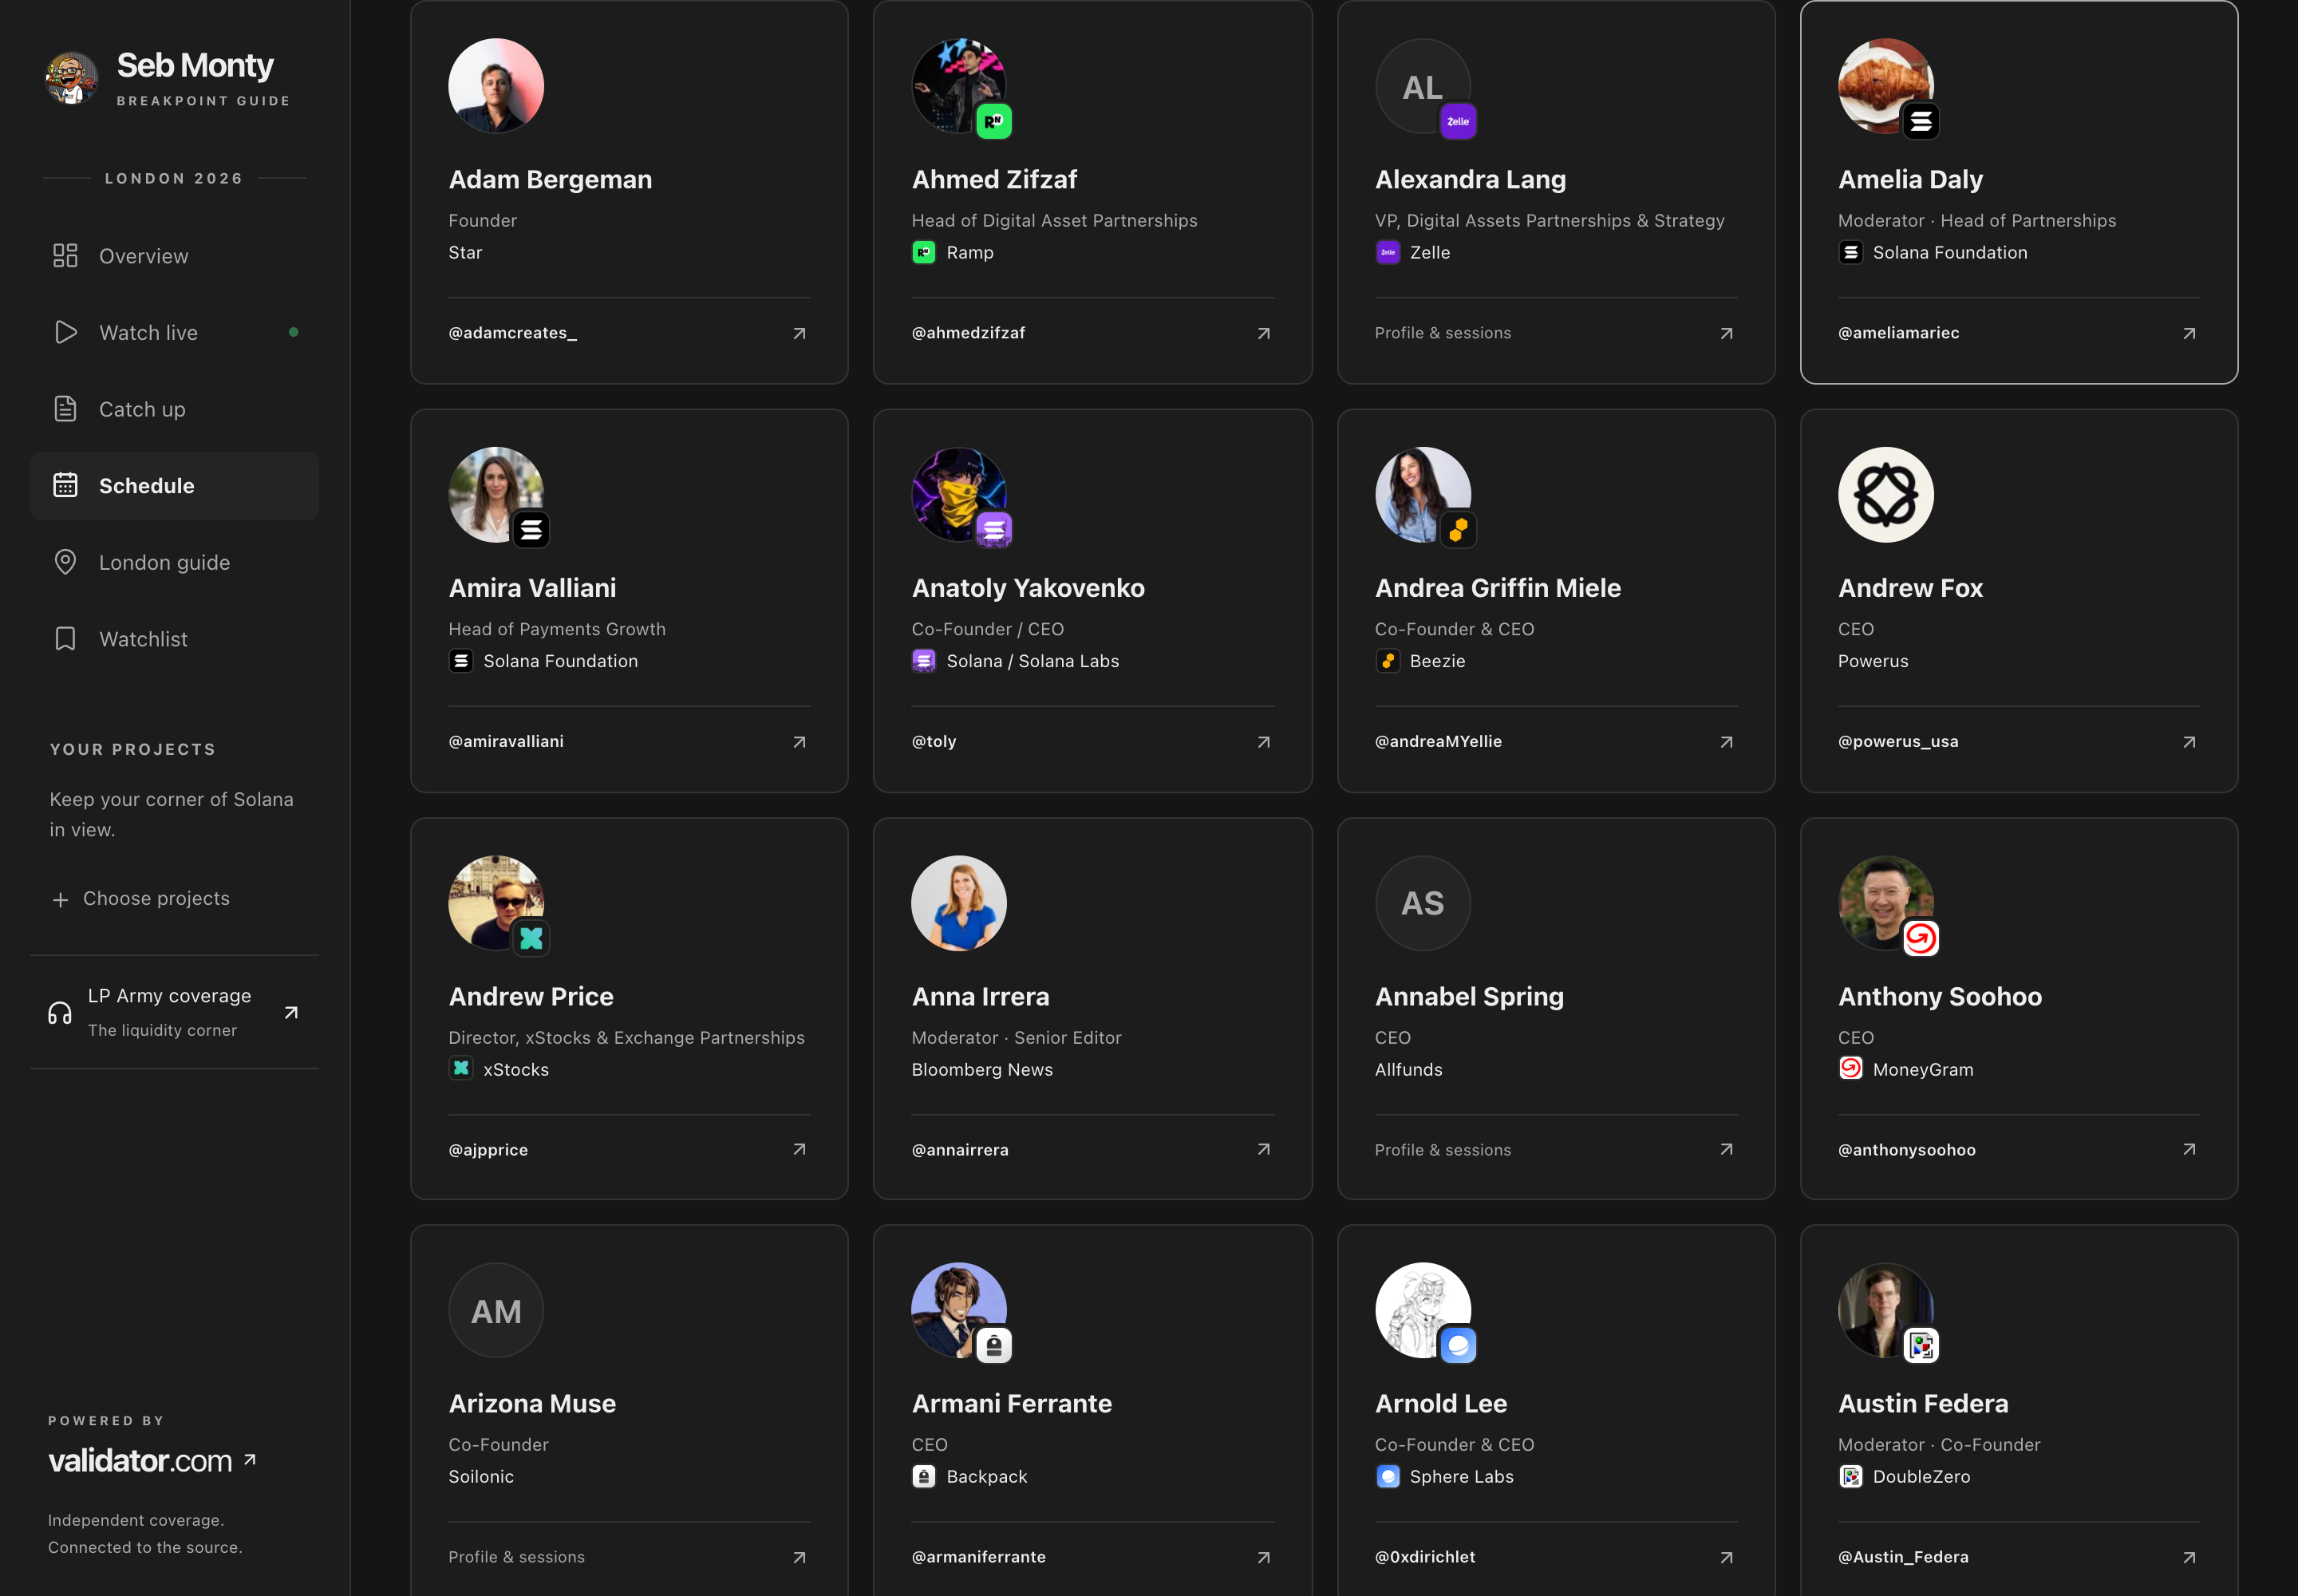 Seb Monty
BREAKPOINT GUIDE
LONDON 2026
Overview
Watch live
Catch up
Schedule
London guide
Watchlist
YOUR PROJECTS
Keep your corner of Solana
in view.
+ Choose projects
LP Army coverage
The liquidity corner
POWERED BY
validator.com
Independent coverage.
Connected to the source.
Adam Bergeman
Founder
Star
@adamcreates_
Ahmed Zifzaf
Head of Digital Asset Partnerships
Ramp
@ahmedzifzaf
AL
Zelle
Alexandra Lang
VP, Digital Assets Partnerships & Strategy
Zelle
Profile & sessions
Amelia Daly
Moderator · Head of Partnerships
Solana Foundation
@ameliamariec
Amira Valliani
Head of Payments Growth
Solana Foundation
@amiravalliani
Anatoly Yakovenko
Co-Founder / CEO
Solana / Solana Labs
@toly
Andrea Griffin Miele
Co-Founder & CEO
Beezie
@andreaMYellie
Andrew Fox
CEO
Powerus
@powerus_usa
Andrew Price
Director, xStocks & Exchange Partnerships
xStocks
@ajpprice
Anna Irrera
Moderator · Senior Editor
Bloomberg News
@annairrera
AS
Annabel Spring
CEO
Allfunds
Profile & sessions
Anthony Soohoo
CEO
MoneyGram
@anthonysoohoo
AM
Arizona Muse
Co-Founder
Soilonic
Profile & sessions
Armani Ferrante
CEO
Backpack
@armaniferrante
Arnold Lee
Co-Founder & CEO
Sphere Labs
@0xdirichlet
Austin Federa
Moderator · Co-Founder
DoubleZero
@Austin_Federa